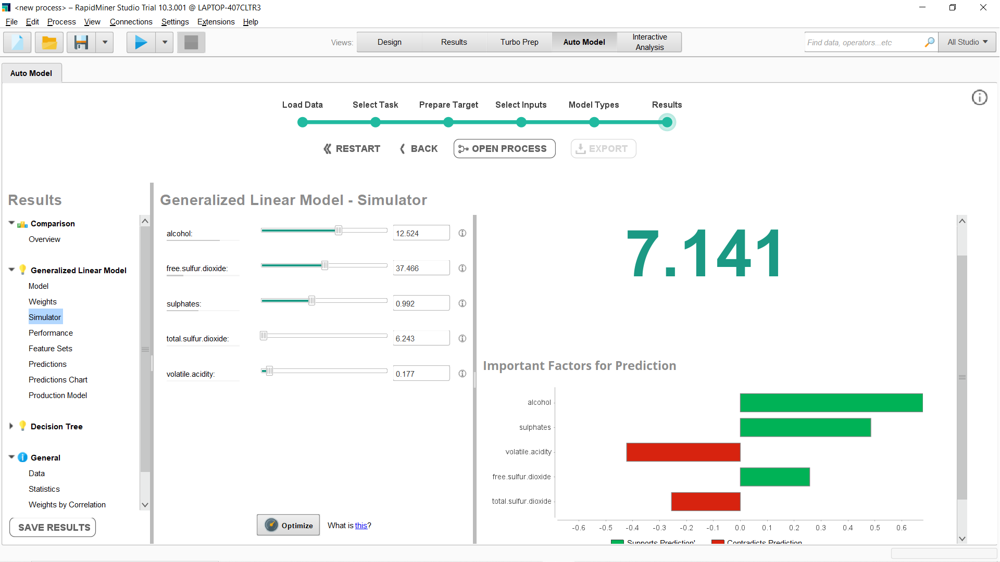 <new process> – RapidMiner Studio Trial 10.3.001 @ LAPTOP-407CLTR3
File Edit Process View Connections Settings Extensions Help
Views: Design Results Turbo Prep Auto Model Interactive Analysis
Find data, operators...etc All Studio
Auto Model
Load Data Select Task Prepare Target Select Inputs Model Types Results
RESTART BACK OPEN PROCESS EXPORT
Results
Comparison
Overview
Generalized Linear Model
Model
Weights
Simulator
Performance
Feature Sets
Predictions
Predictions Chart
Production Model
Decision Tree
General
Data
Statistics
Weights by Correlation
SAVE RESULTS
Generalized Linear Model - Simulator
alcohol: 12.524
free.sulfur.dioxide: 37.466
sulphates: 0.992
total.sulfur.dioxide: 6.243
volatile.acidity: 0.177
Optimize What is this?
7.141
Important Factors for Prediction
alcohol
sulphates
volatile.acidity
free.sulfur.dioxide
total.sulfur.dioxide
-0.6 -0.5 -0.4 -0.3 -0.2 -0.1 0.0 0.1 0.2 0.3 0.4 0.5 0.6
Supports Prediction' Contradicts Prediction